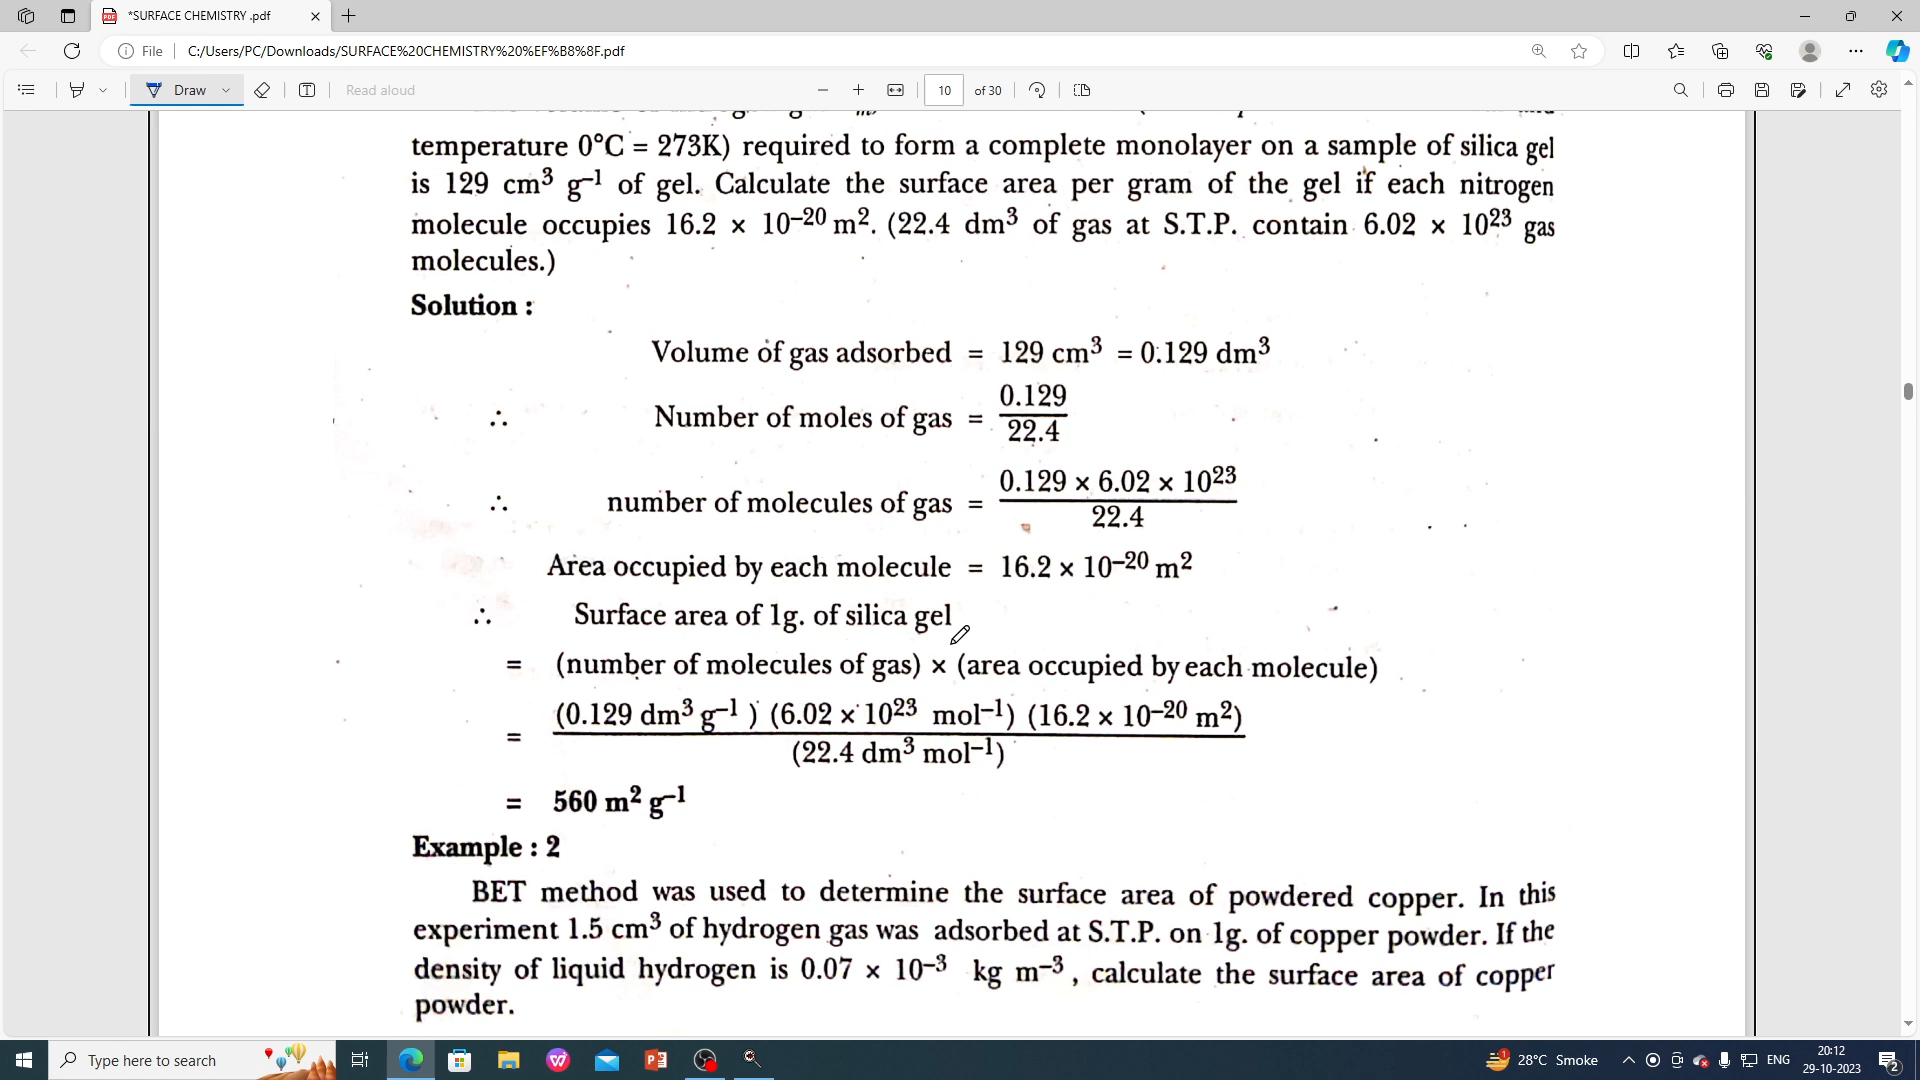 *SURFACE CHEMISTRY .pdf
File
C:/Users/PC/Downloads/SURFACE%20CHEMISTRY%20%EF%B8%8F.pdf
Draw
Read aloud
10 of 30
temperature 0°C = 273K) required to form a complete monolayer on a sample of silica gel
is 129 cm³ g⁻¹ of gel. Calculate the surface area per gram of the gel if each nitrogen
molecule occupies 16.2 × 10⁻²⁰ m². (22.4 dm³ of gas at S.T.P. contain 6.02 × 10²³ gas
molecules.)
Solution :
Volume of gas adsorbed = 129 cm³ = 0.129 dm³
∴ Number of moles of gas = 0.129 / 22.4
∴ number of molecules of gas = 0.129 × 6.02 × 10²³ / 22.4
Area occupied by each molecule = 16.2 × 10⁻²⁰ m²
∴ Surface area of 1g. of silica gel
= (number of molecules of gas) × (area occupied by each molecule)
= (0.129 dm³ g⁻¹ ) (6.02 × 10²³ mol⁻¹) (16.2 × 10⁻²⁰ m²) / (22.4 dm³ mol⁻¹)
= 560 m² g⁻¹
Example : 2
BET method was used to determine the surface area of powdered copper. In this
experiment 1.5 cm³ of hydrogen gas was adsorbed at S.T.P. on 1g. of copper powder. If the
density of liquid hydrogen is 0.07 × 10⁻³ kg m⁻³, calculate the surface area of copper
powder.
Type here to search
28°C Smoke
ENG
20:12
29-10-2023
2